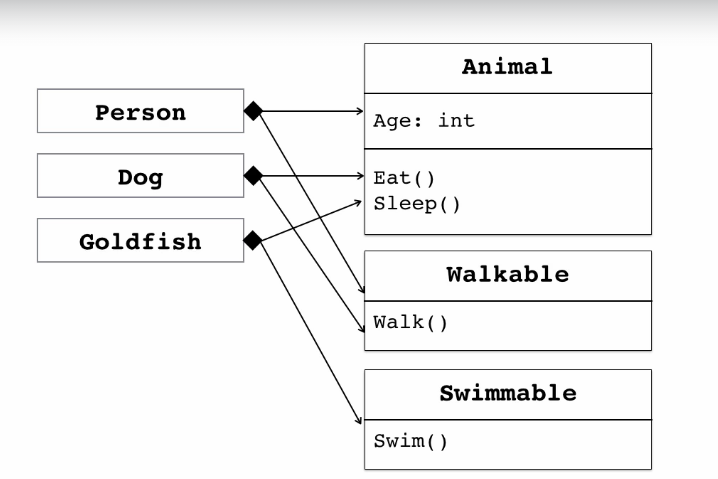 Person
Dog
Goldfish
Animal
Age: int
Eat()
Sleep()
Walkable
Walk()
Swimmable
Swim()